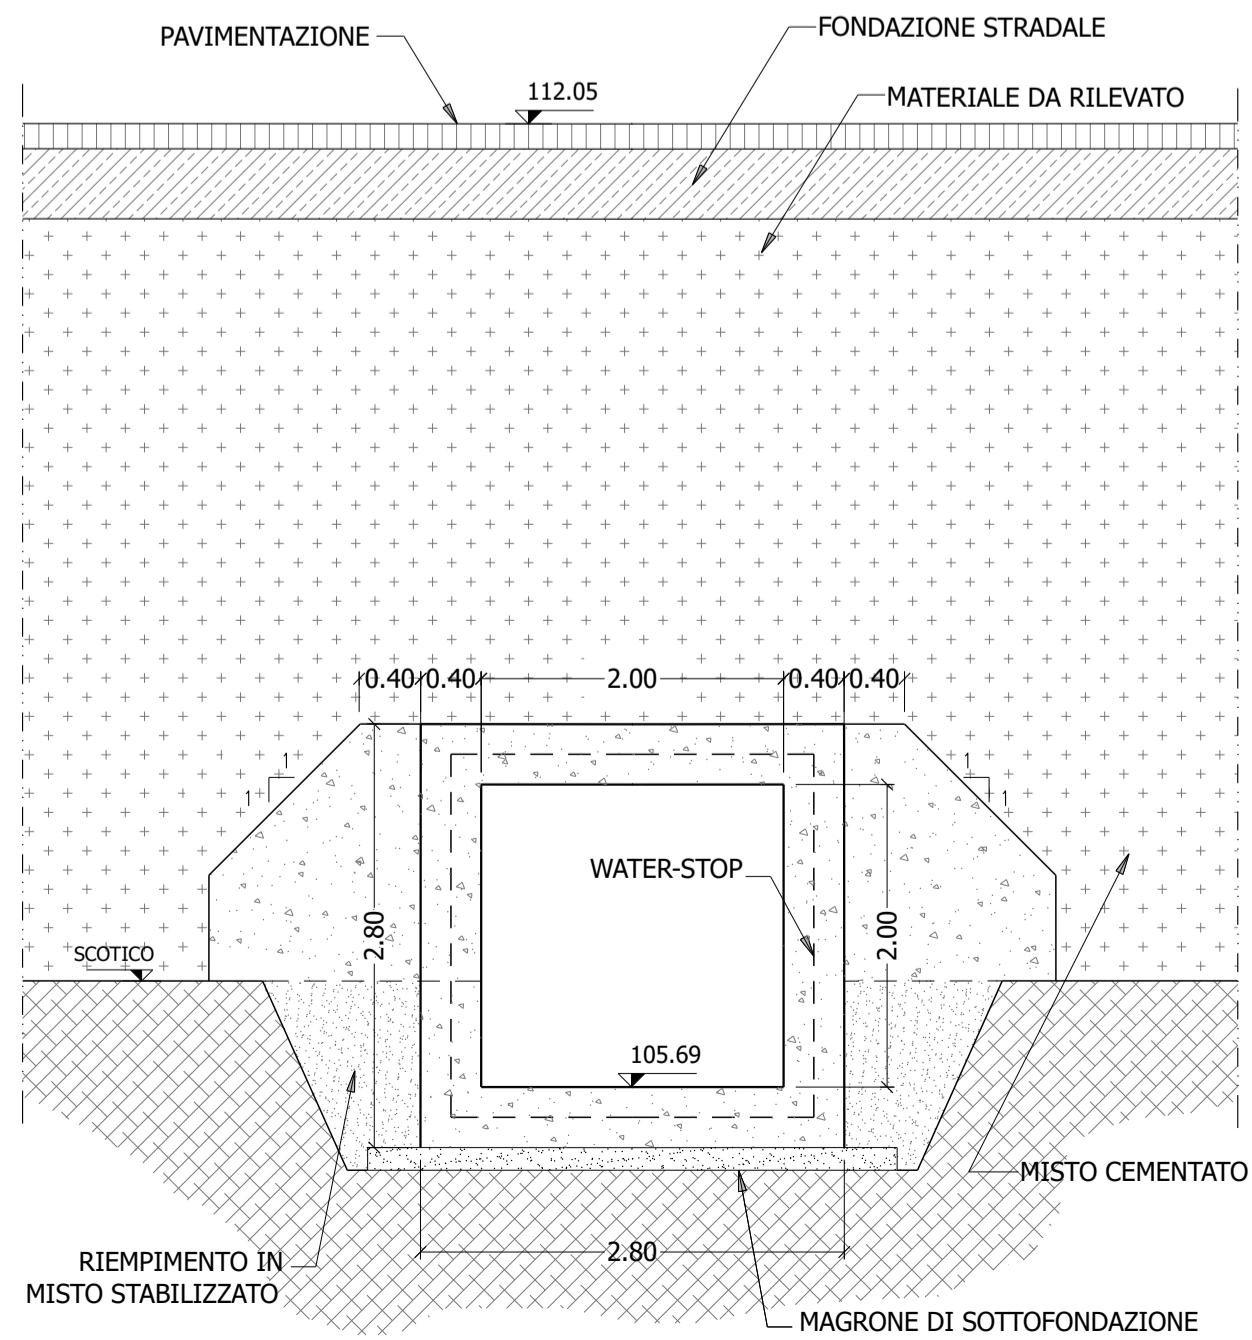 FONDAZIONE STRADALE
PAVIMENTAZIONE
112.05
MATERIALE DA RILEVATO
0.40
0.40
2.00
0.40
0.40
1
1
1
1
WATER-STOP
2.80
2.00
SCOTICO
105.69
MISTO CEMENTATO
2.80
RIEMPIMENTO IN
MISTO STABILIZZATO
MAGRONE DI SOTTOFONDAZIONE